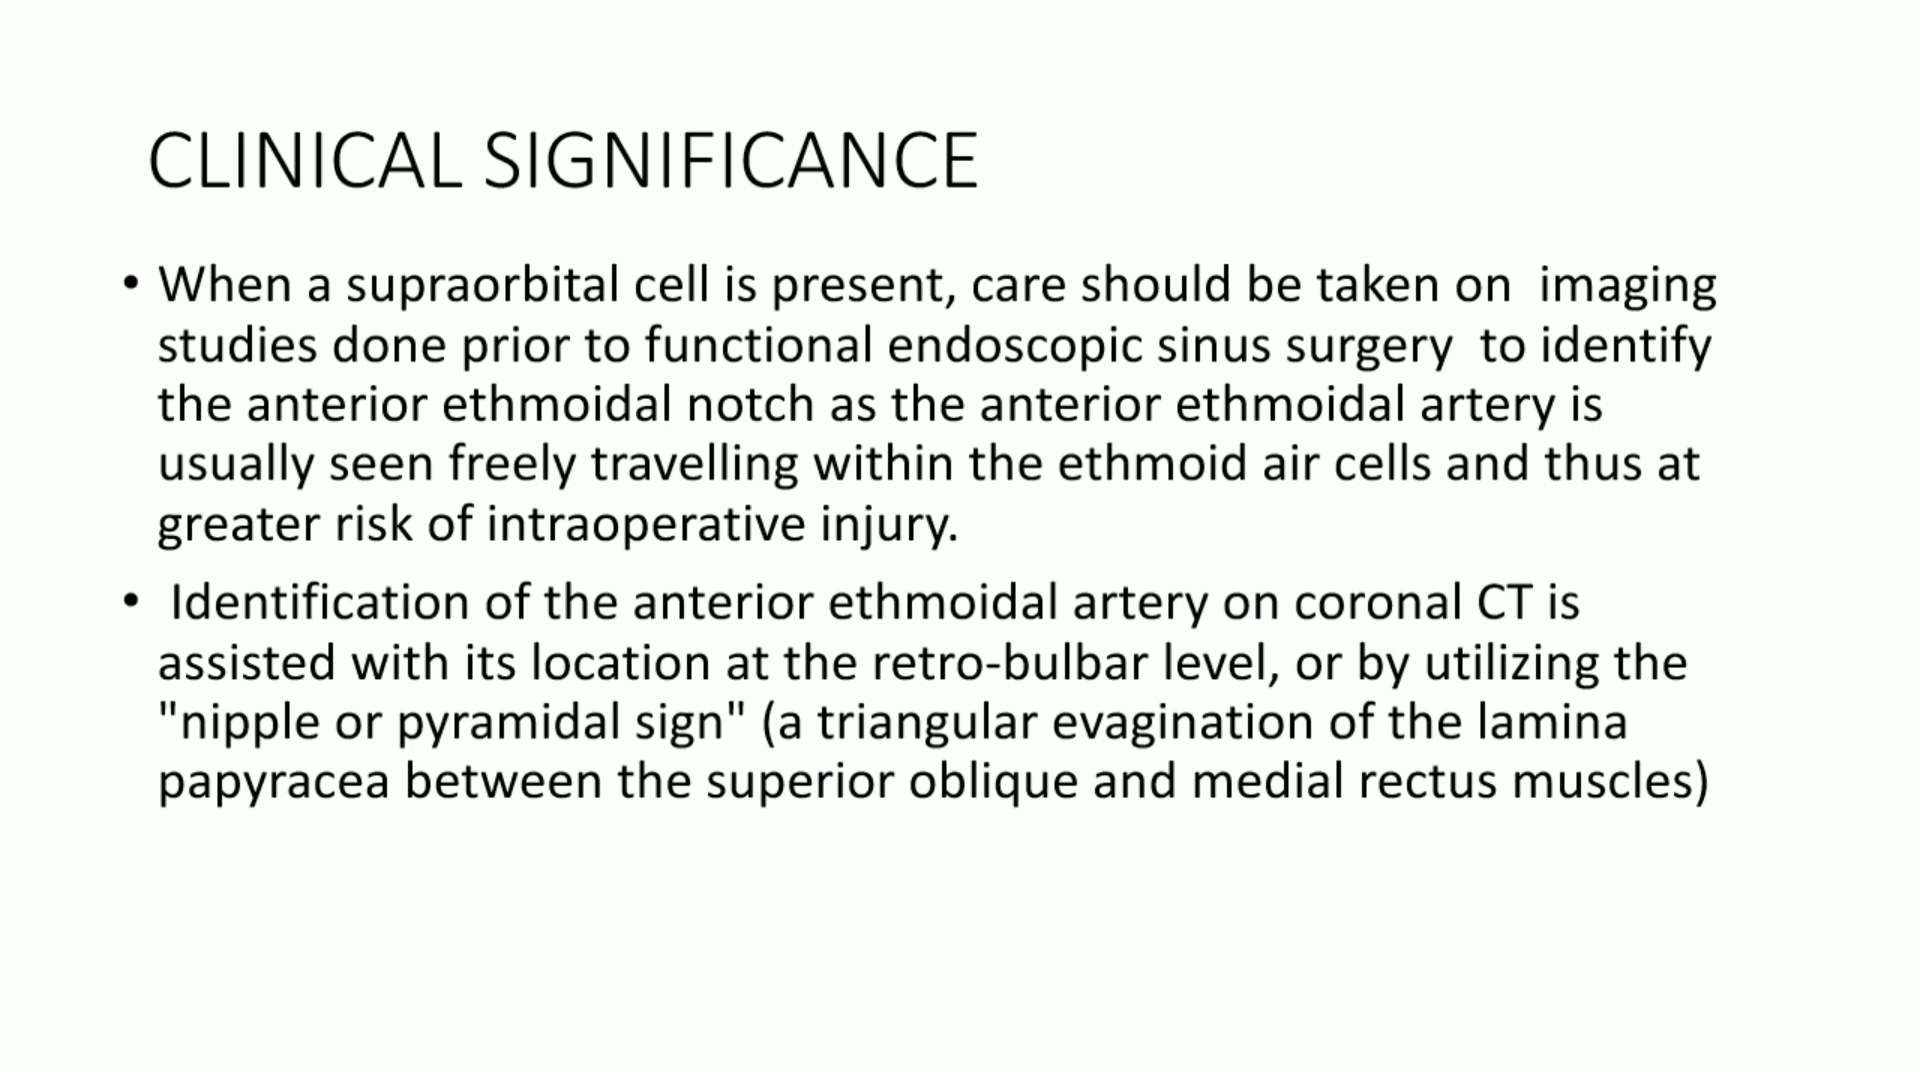 CLINICAL SIGNIFICANCE
• When a supraorbital cell is present, care should be taken on  imaging
studies done prior to functional endoscopic sinus surgery  to identify
the anterior ethmoidal notch as the anterior ethmoidal artery is
usually seen freely travelling within the ethmoid air cells and thus at
greater risk of intraoperative injury.
•  Identification of the anterior ethmoidal artery on coronal CT is
assisted with its location at the retro-bulbar level, or by utilizing the
"nipple or pyramidal sign" (a triangular evagination of the lamina
papyracea between the superior oblique and medial rectus muscles)